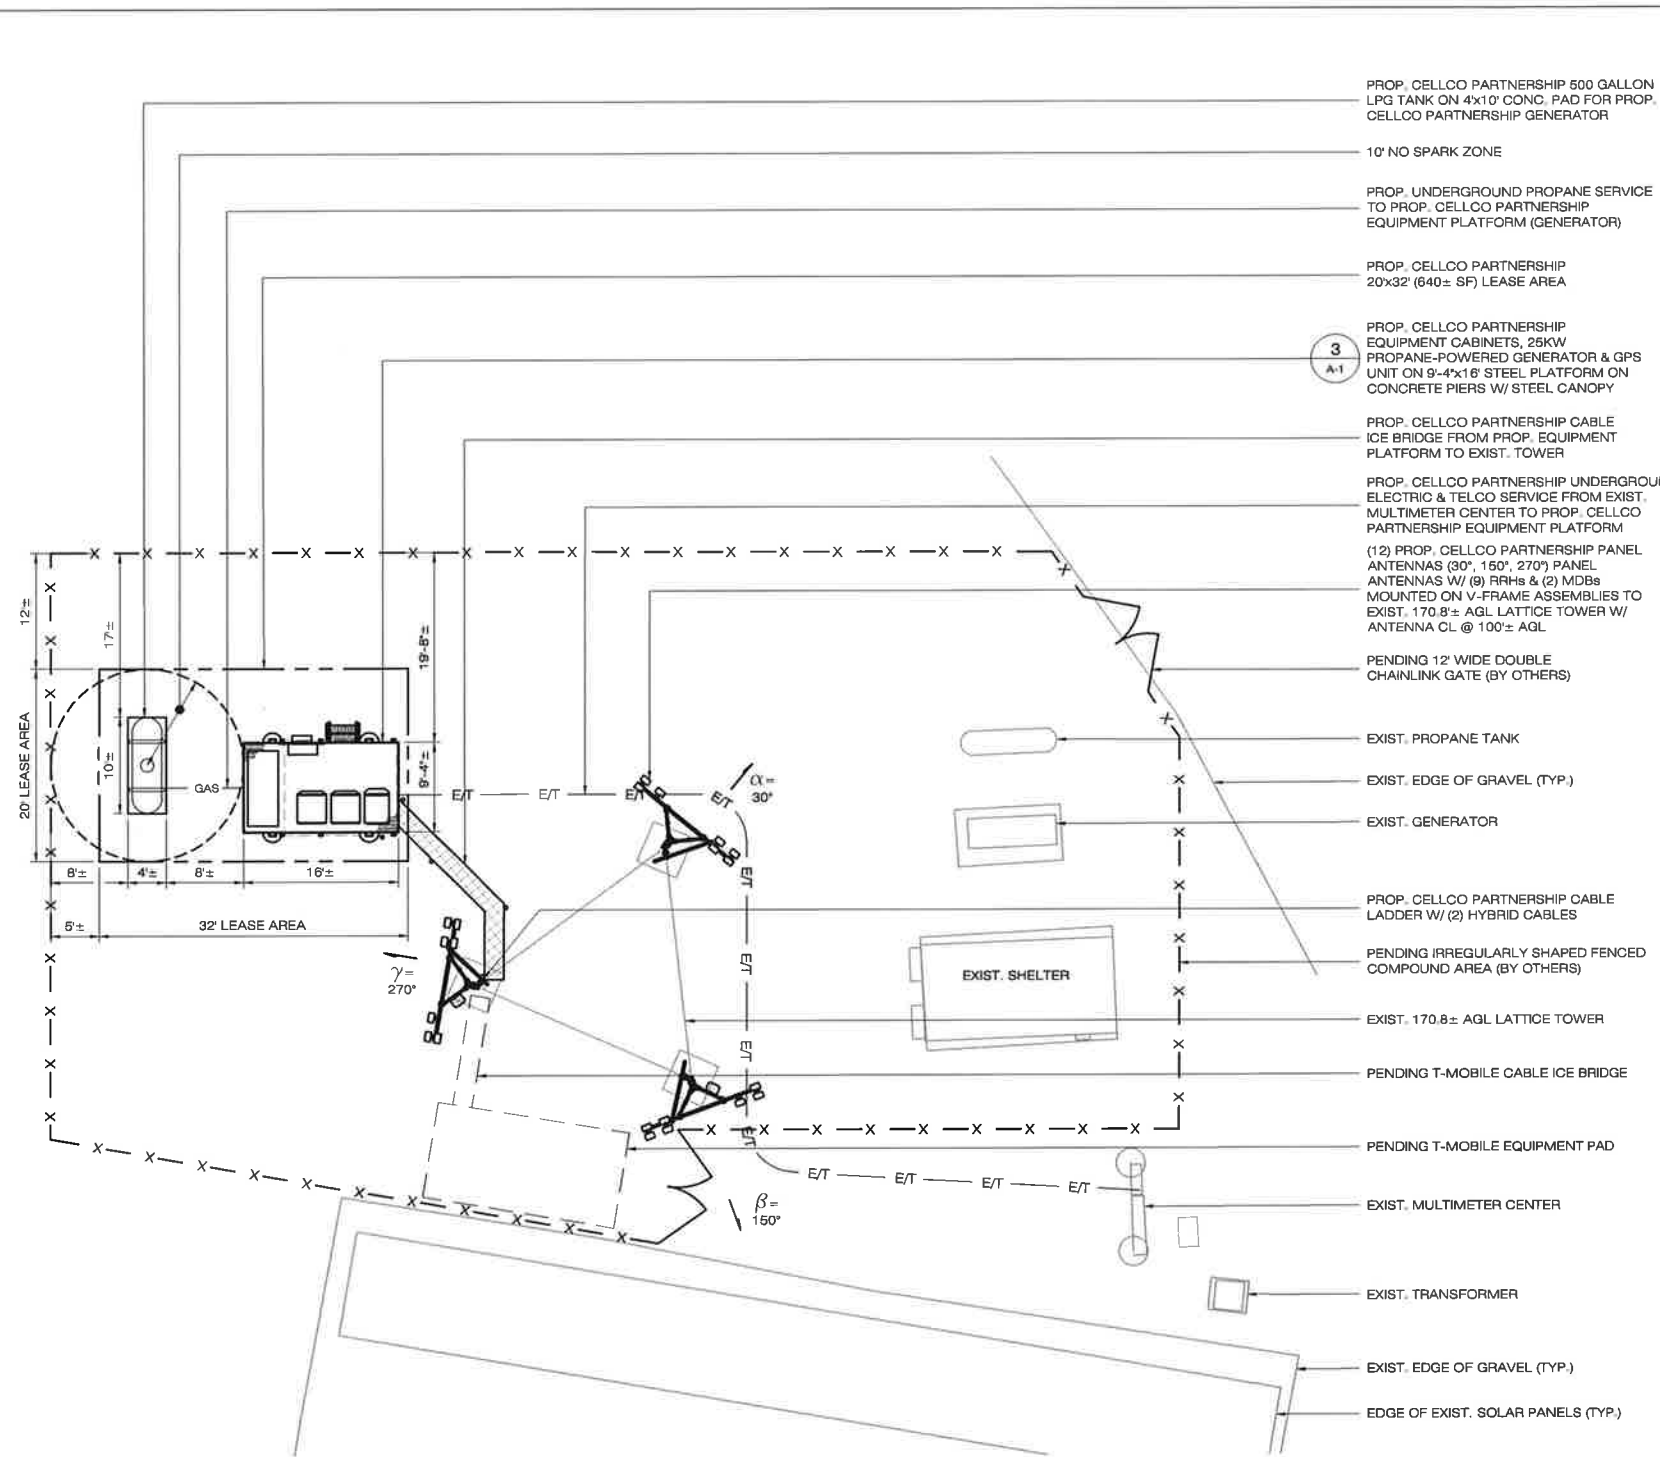 PROP. CELLCO PARTNERSHIP 500 GALLON
LPG TANK ON 4'x10' CONC. PAD FOR PROP.
CELLCO PARTNERSHIP GENERATOR
10' NO SPARK ZONE
PROP. UNDERGROUND PROPANE SERVICE
TO PROP. CELLCO PARTNERSHIP
EQUIPMENT PLATFORM (GENERATOR)
PROP. CELLCO PARTNERSHIP
20'x32' (640± SF) LEASE AREA
3
A-1
PROP. CELLCO PARTNERSHIP
EQUIPMENT CABINETS, 25KW
PROPANE-POWERED GENERATOR & GPS
UNIT ON 9'-4"x16' STEEL PLATFORM ON
CONCRETE PIERS W/ STEEL CANOPY
PROP. CELLCO PARTNERSHIP CABLE
ICE BRIDGE FROM PROP. EQUIPMENT
PLATFORM TO EXIST. TOWER
PROP. CELLCO PARTNERSHIP UNDERGROU
ELECTRIC & TELCO SERVICE FROM EXIST.
MULTIMETER CENTER TO PROP. CELLCO
PARTNERSHIP EQUIPMENT PLATFORM
(12) PROP. CELLCO PARTNERSHIP PANEL
ANTENNAS (30°, 150°, 270°) PANEL
ANTENNAS W/ (9) RRHs & (2) MDBs
MOUNTED ON V-FRAME ASSEMBLIES TO
EXIST. 170.8'± AGL LATTICE TOWER W/
ANTENNA CL @ 100'± AGL
PENDING 12' WIDE DOUBLE
CHAINLINK GATE (BY OTHERS)
EXIST. PROPANE TANK
EXIST. EDGE OF GRAVEL (TYP.)
EXIST. GENERATOR
PROP. CELLCO PARTNERSHIP CABLE
LADDER W/ (2) HYBRID CABLES
PENDING IRREGULARLY SHAPED FENCED
COMPOUND AREA (BY OTHERS)
EXIST. 170.8± AGL LATTICE TOWER
PENDING T-MOBILE CABLE ICE BRIDGE
PENDING T-MOBILE EQUIPMENT PAD
EXIST. MULTIMETER CENTER
EXIST. TRANSFORMER
EXIST. EDGE OF GRAVEL (TYP.)
EDGE OF EXIST. SOLAR PANELS (TYP.)
12'±
17'±
19'-8"±
20' LEASE AREA
10'±
9'-4"±
GAS
8'±
4'±
8'±
16'±
5'±
32' LEASE AREA
E/T
E/T
E/T
E/T
E/T
E/T
E/T
E/T
E/T
E/T
E/T
E/T
α=
30°
γ=
270°
β=
150°
EXIST. SHELTER